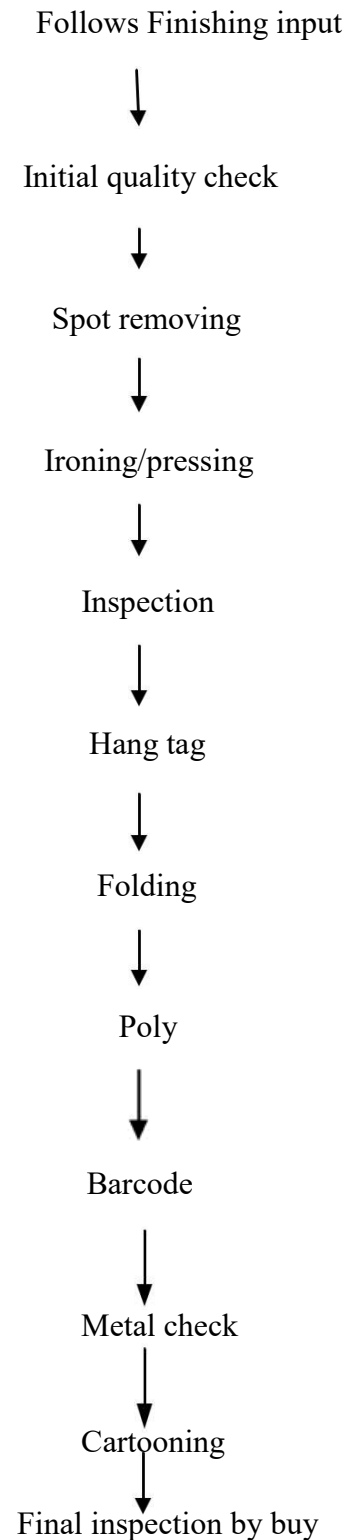 Follows Finishing input
Initial quality check
Spot removing
Ironing/pressing
Inspection
Hang tag
Folding
Poly
Barcode
Metal check
Cartooning
Final inspection by buy